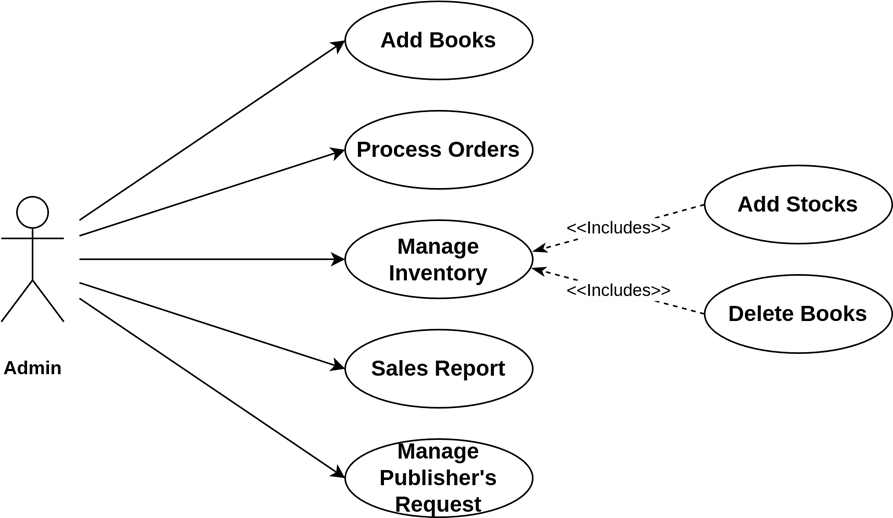 Add Books
Process Orders
Manage
Inventory
<<Includes>>
Add Stocks
<<Includes>>
Delete Books
Admin
Sales Report
Manage
Publisher's
Request